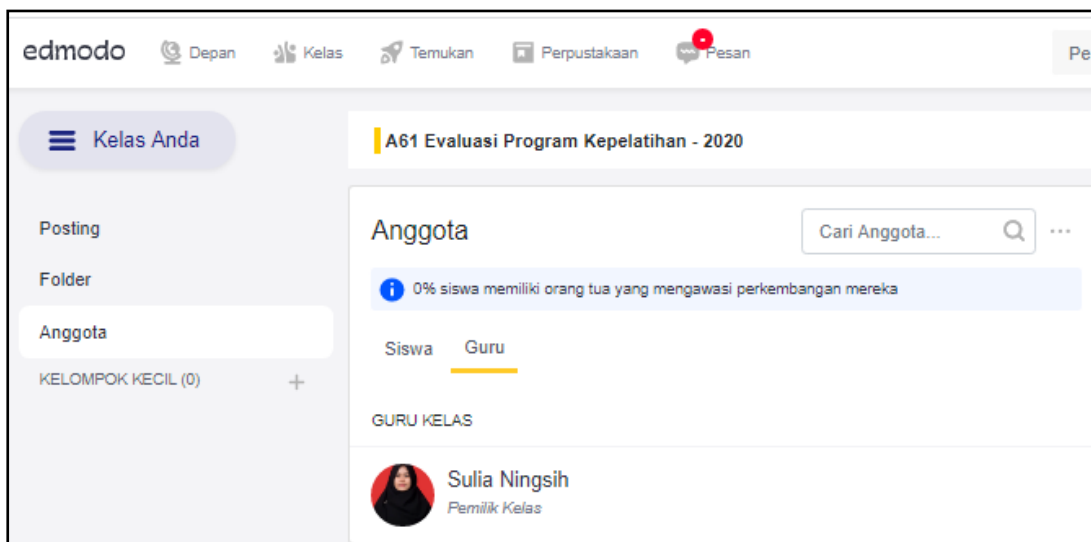 edmodo Depan Kelas Temukan Perpustakaan Pesan Pe
Kelas Anda
A61 Evaluasi Program Kepelatihan - 2020
Posting
Folder
Anggota
KELOMPOK KECIL (0) +
Anggota
Cari Anggota... ...
0% siswa memiliki orang tua yang mengawasi perkembangan mereka
Siswa Guru
GURU KELAS
Sulia Ningsih
Pemilik Kelas